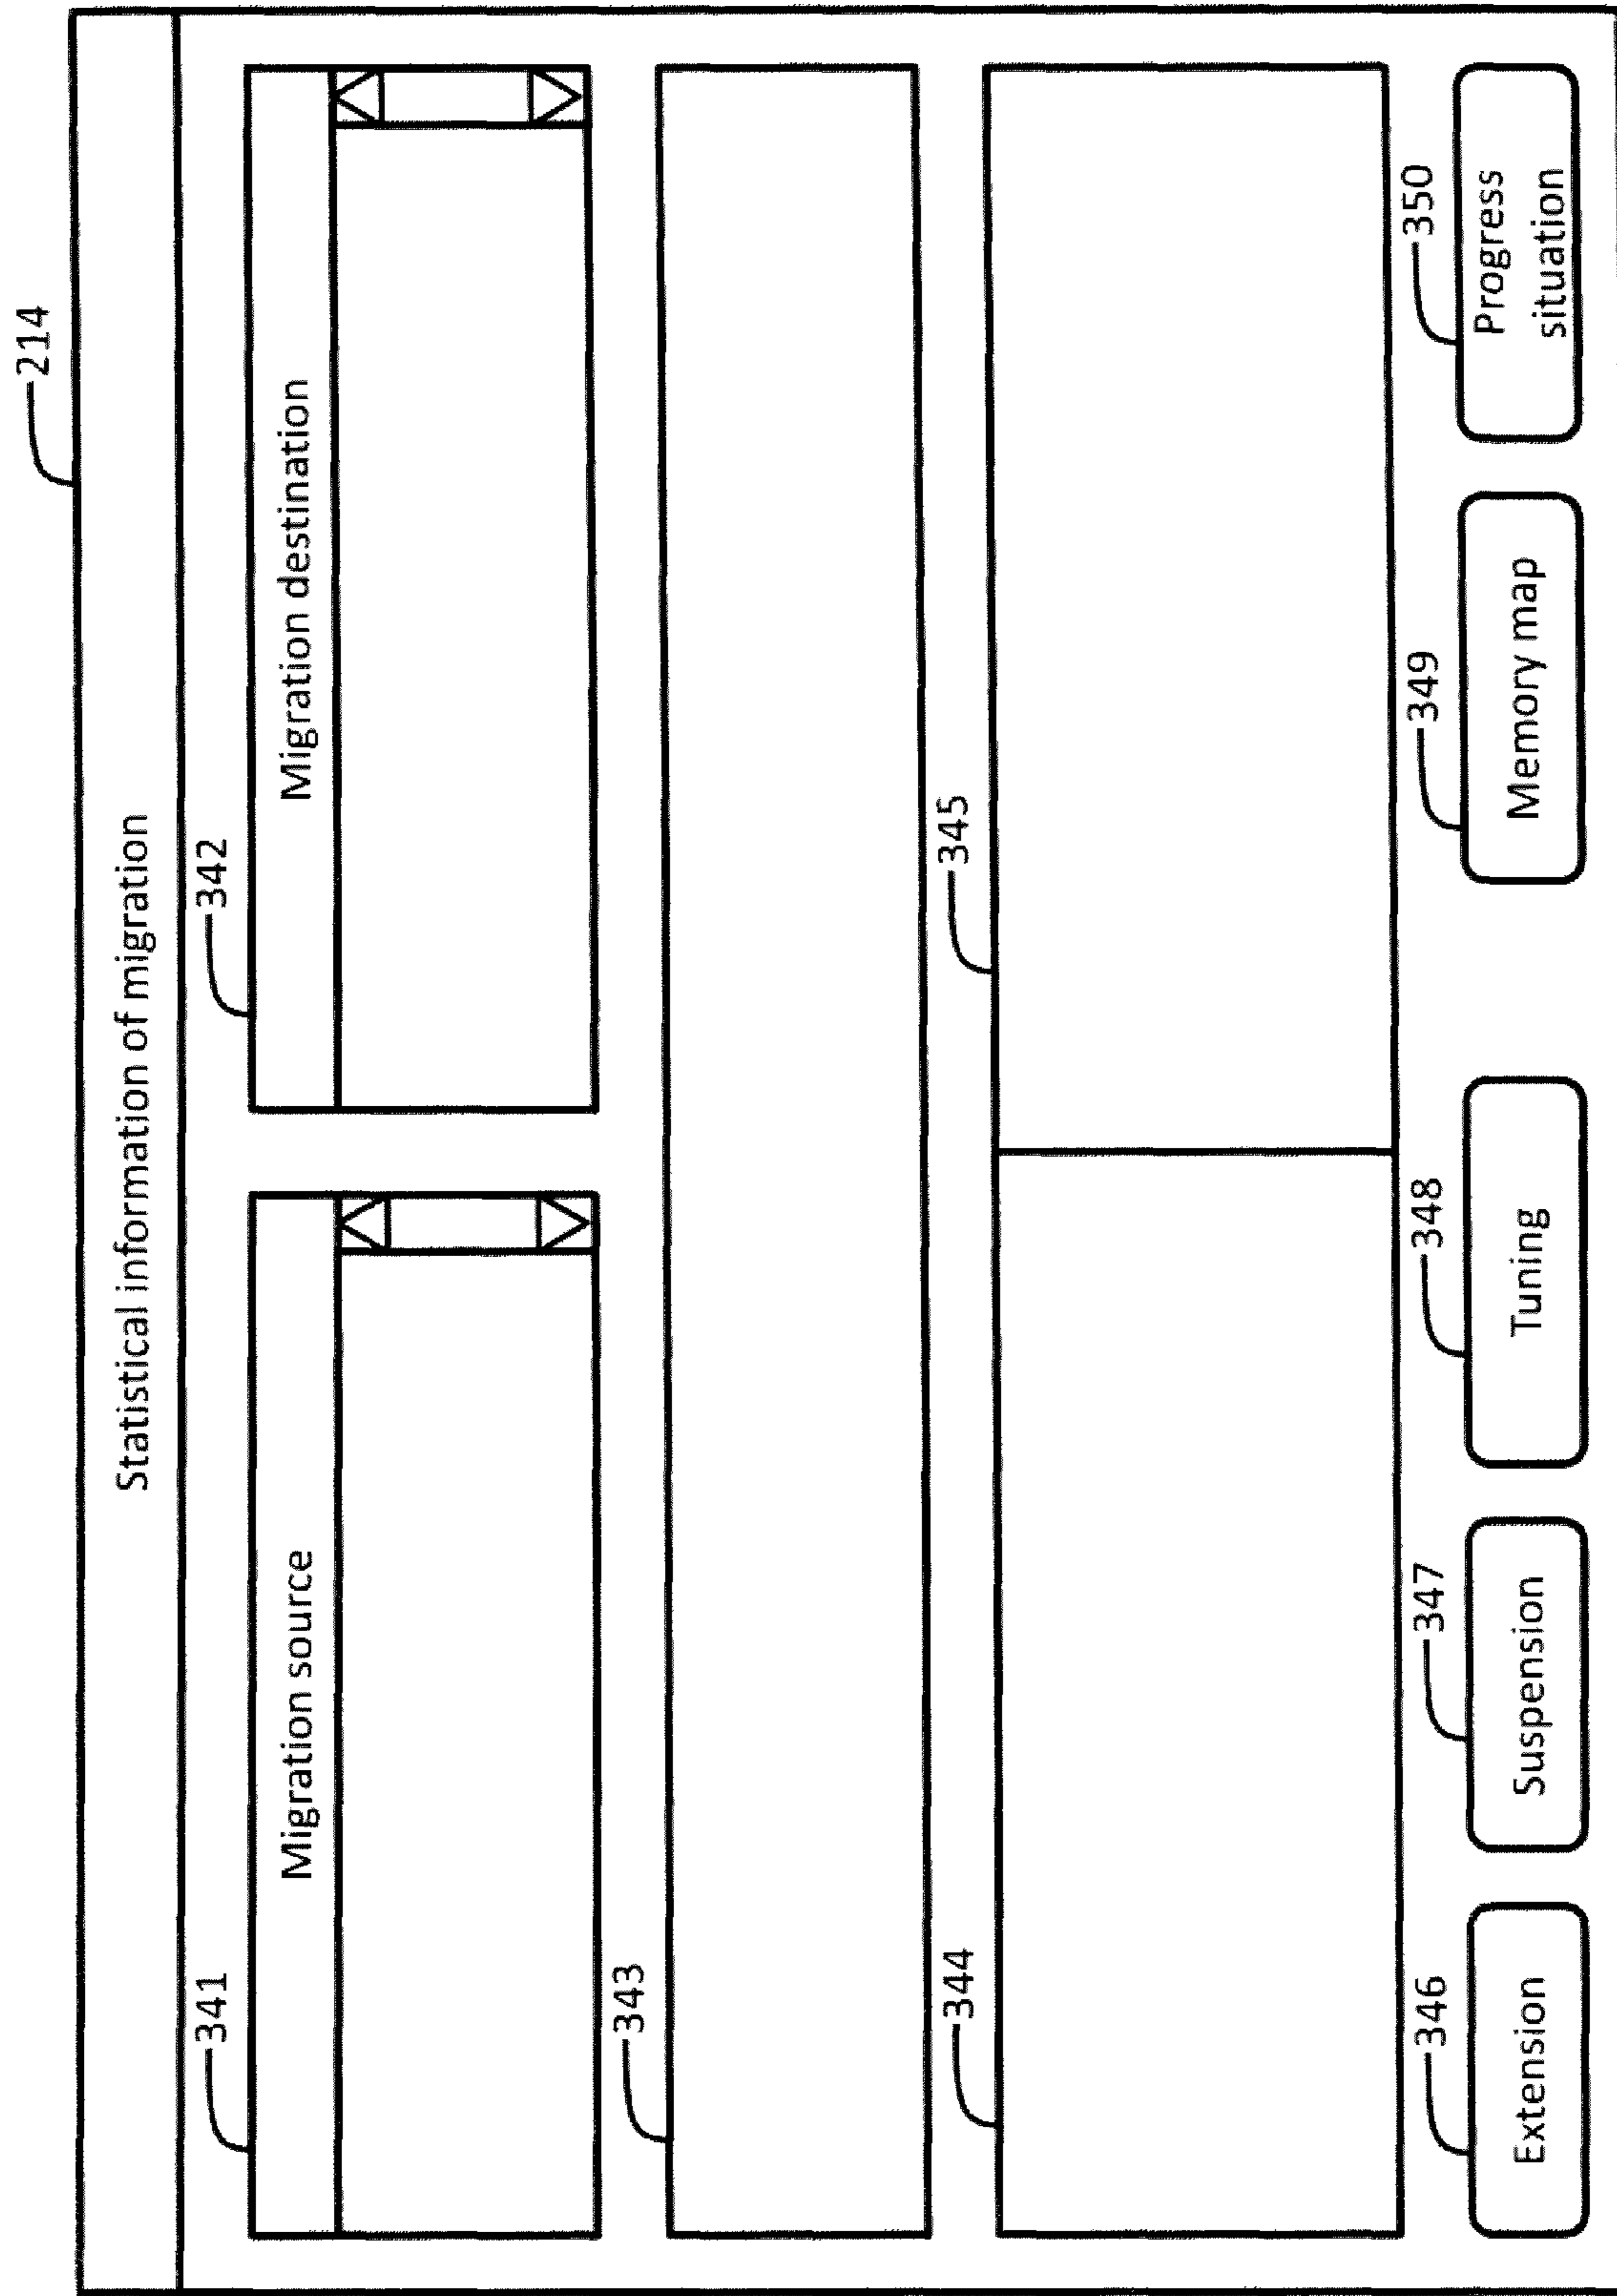 214
Statistical information of migration
341
342
Migration source
Migration destination
343
344
345
346
347
348
349
350
Extension
Suspension
Tuning
Memory map
Progress
situation